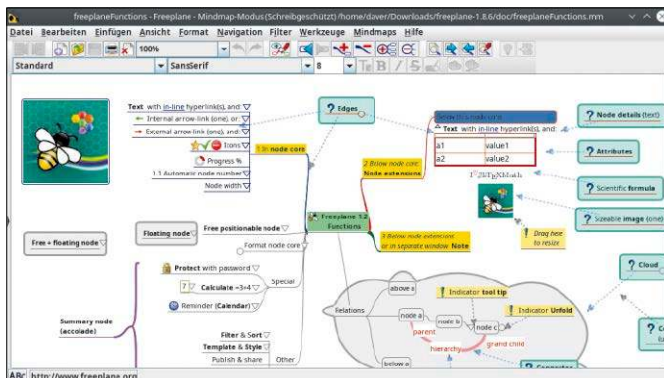 freeplaneFunctions - Freeplane - Mindmap-Modus (Schreibgeschützt) /home/daver/Downloads/freeplane-1.8.6/doc/freeplaneFunctions.mm
Datei Bearbeiten Einfügen Ansicht Format Navigation Filter Werkzeuge Mindmaps Hilfe
100%
Standard SansSerif 8
Text with in-line hyperlink(s), and:
Internal arrow-link (one), or:
External arrow-link (one), and:
Icons
Progress %
1.1 Automatic node number
Node width
1 In node core
Edges
Text with in-line hyperlink(s), and:
a1 value1
a2 value2
2 Below node core:
Node extensions
? Node details (text)
? Attributes
? Scientific formula
? Sizeable image (one)
! Drag here
to resize
Freeplane 1.2
Functions
3 Below node extensions
or in separate window Note
Free + floating node
Floating node
Free positionable node
Format node core
Protect with password
7 Calculate =3+4
Reminder (Calendar)
Special
Summary node
(accolade)
Filter & Sort
Template & Style
Publish & share
Other
Relations
above a
node a
node b
node c
parent
hierarchy
grand child
below a
! Indicator tool tip
! Indicator Unfold
? Cloud
ABC http://www.freeplane.org